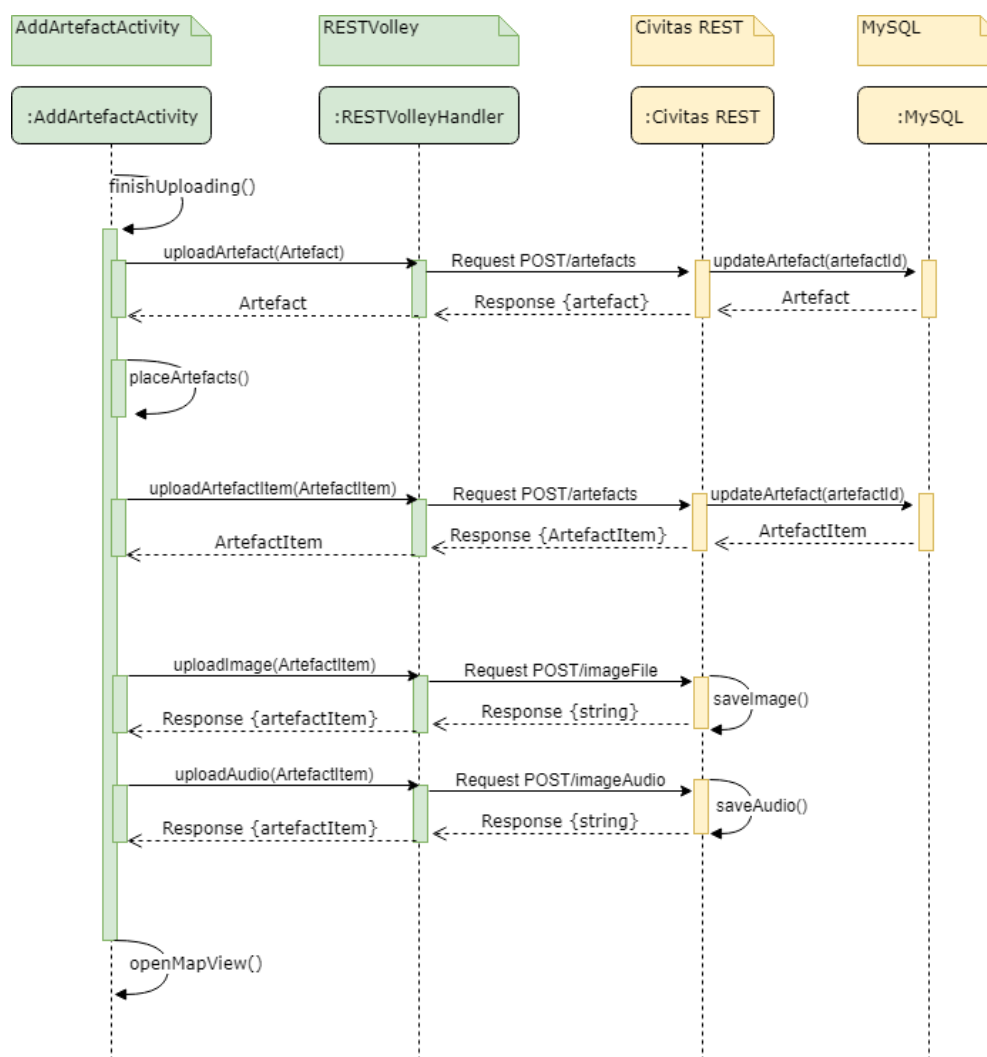 AddArtefactActivity
RESTVolley
Civitas REST
MySQL
:AddArtefactActivity
:RESTVolleyHandler
:Civitas REST
:MySQL
finishUploading()
uploadArtefact(Artefact)
Request POST/artefacts
updateArtefact(artefactId)
Artefact
Response {artefact}
Artefact
placeArtefacts()
uploadArtefactItem(ArtefactItem)
Request POST/artefacts
updateArtefact(artefactId)
ArtefactItem
Response {ArtefactItem}
ArtefactItem
uploadImage(ArtefactItem)
Request POST/imageFile
saveImage()
Response {artefactItem}
Response {string}
uploadAudio(ArtefactItem)
Request POST/imageAudio
saveAudio()
Response {artefactItem}
Response {string}
openMapView()